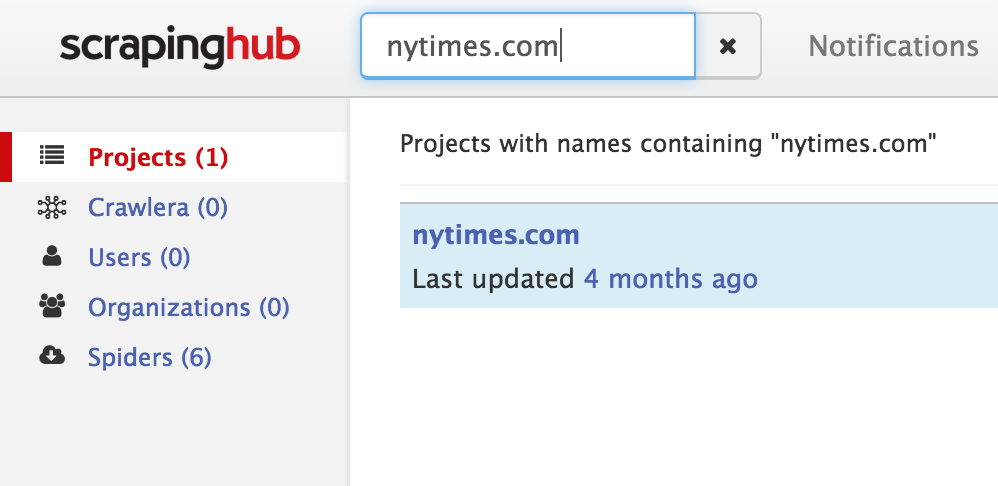 scrapinghub
nytimes.com
Notifications
Projects (1)
Crawlera (0)
Users (0)
Organizations (0)
Spiders (6)
Projects with names containing "nytimes.com"
nytimes.com
Last updated 4 months ago